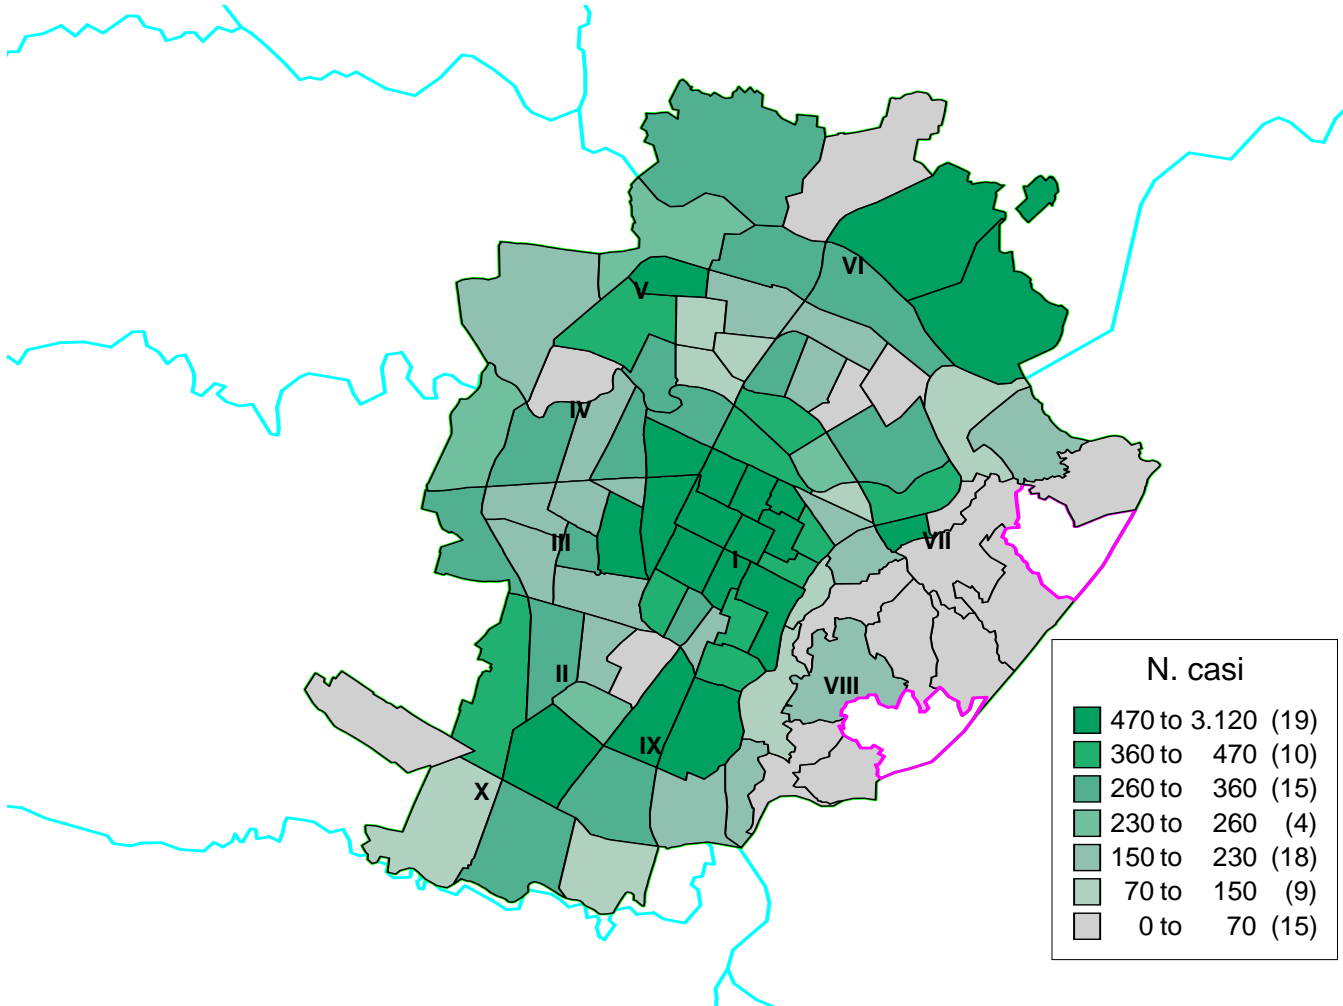 VI
V
IV
III
I
VII
II
VIII
IX
X
N. casi
470 to 3.120 (19)
360 to 470 (10)
260 to 360 (15)
230 to 260 (4)
150 to 230 (18)
70 to 150 (9)
0 to 70 (15)